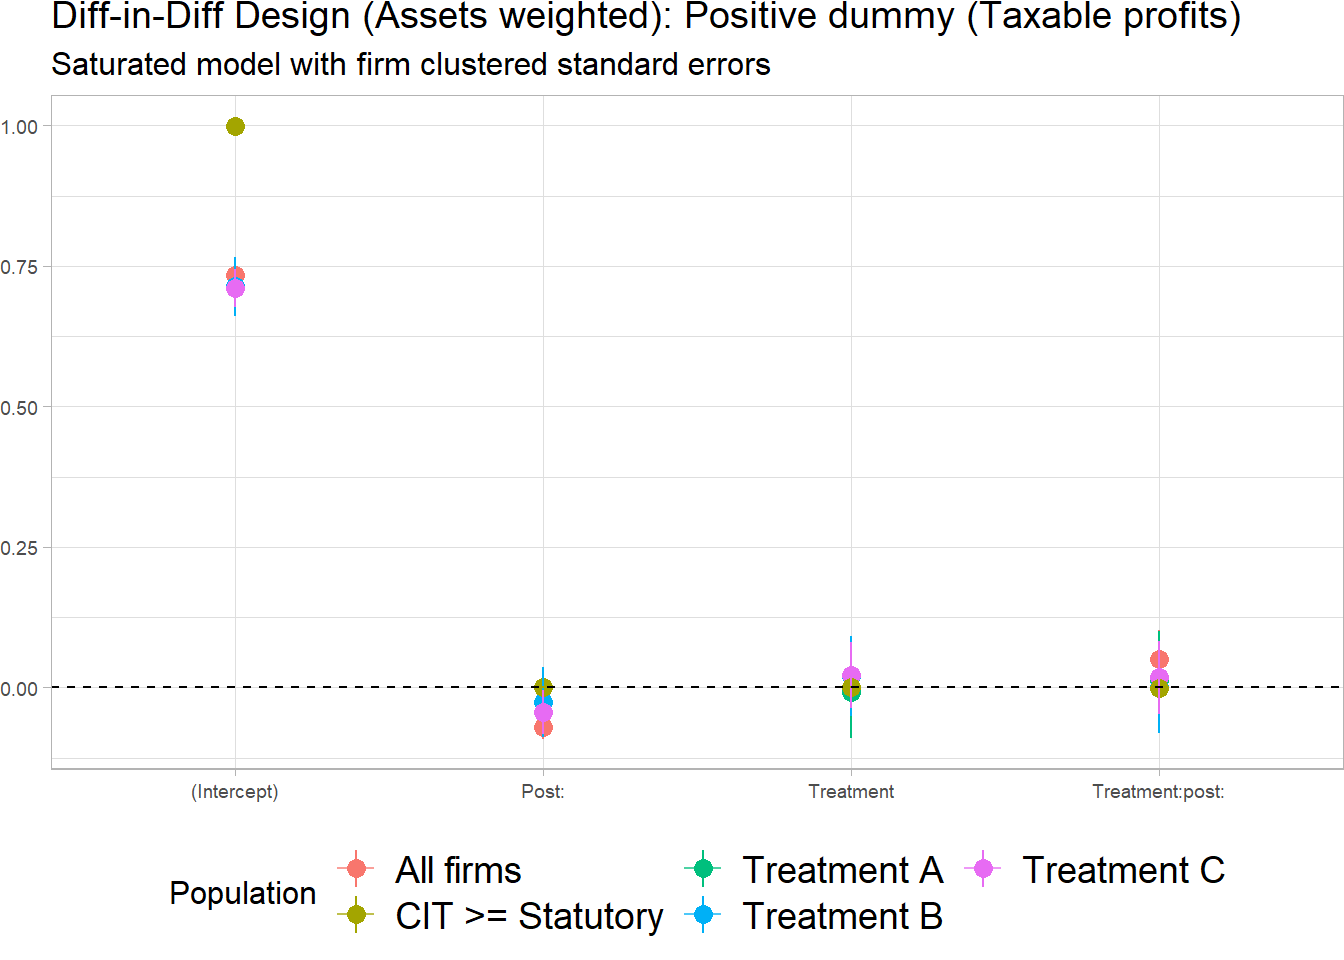 Diff-in-Diff Design (Assets weighted): Positive dummy (Taxable profits)
Saturated model with firm clustered standard errors
1.00
0.75
0.50
0.25
0.00
(Intercept) Post: Treatment Treatment:post:
Population
All firms Treatment A Treatment C
CIT >= Statutory Treatment B